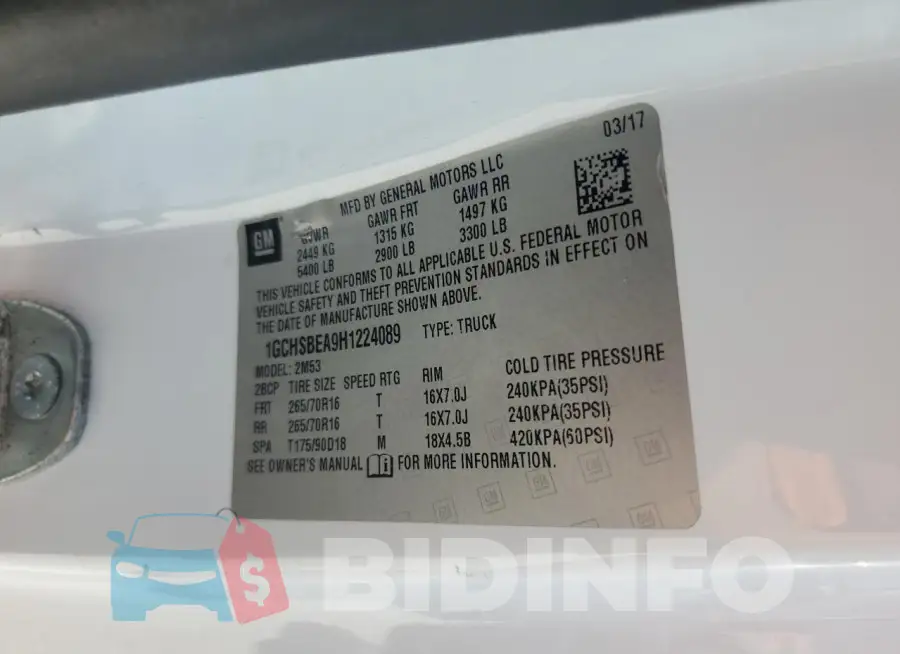 03/17
MFD BY GENERAL MOTORS LLC
GM GVWR GAWR FRT GAWR RR
2449 KG 1315 KG 1497 KG
5400 LB 2900 LB 3300 LB
THIS VEHICLE CONFORMS TO ALL APPLICABLE U.S. FEDERAL MOTOR
VEHICLE SAFETY AND THEFT PREVENTION STANDARDS IN EFFECT ON
THE DATE OF MANUFACTURE SHOWN ABOVE.
1GCHSBEA9H1224089 TYPE: TRUCK
MODEL: 2M53
2BCP TIRE SIZE SPEED RTG RIM COLD TIRE PRESSURE
FRT 265/70R16 T 16X7.0J 240KPA(35PSI)
RR 265/70R16 T 16X7.0J 240KPA(35PSI)
SPA T175/90D18 M 18X4.5B 420KPA(60PSI)
SEE OWNER'S MANUAL FOR MORE INFORMATION.
$ BIDINFO